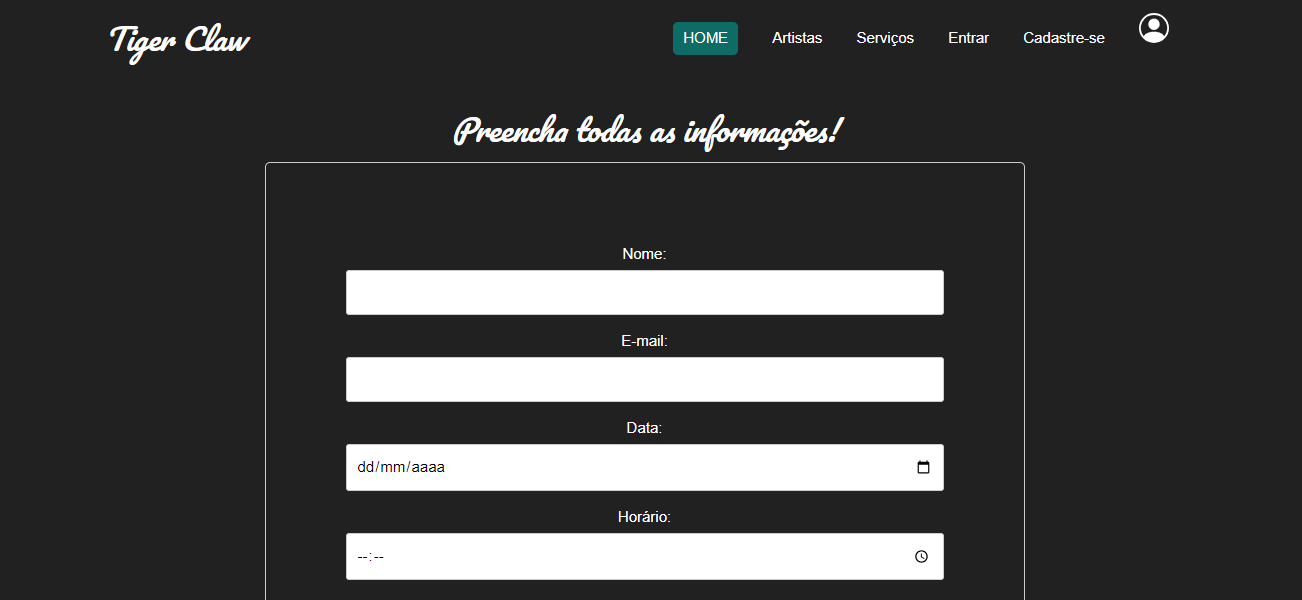 Tiger Claw
HOME Artistas Serviços Entrar Cadastre-se
Preencha todas as informações!
Nome:
E-mail:
Data:
dd/mm/aaaa
Horário:
--:--